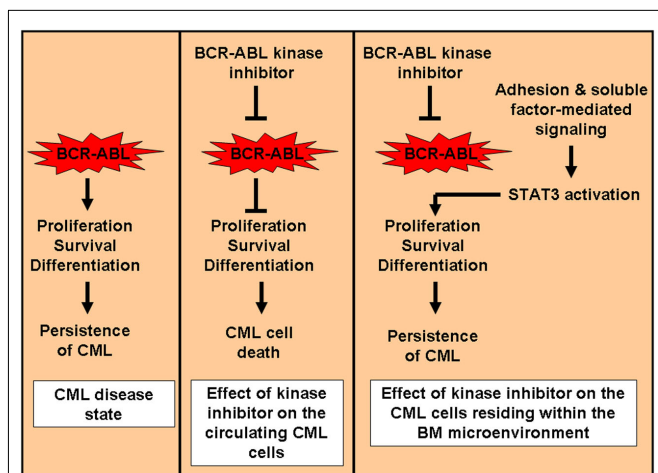 BCR-ABL
Proliferation
Survival
Differentiation
Persistence
of CML
CML disease
state
BCR-ABL kinase
inhibitor
BCR-ABL
Proliferation
Survival
Differentiation
CML cell
death
Effect of kinase
inhibitor on the
circulating CML
cells
BCR-ABL kinase
inhibitor
Adhesion & soluble
factor-mediated
signaling
BCR-ABL
STAT3 activation
Proliferation
Survival
Differentiation
Persistence
of CML
Effect of kinase inhibitor on the
CML cells residing within the
BM microenvironment